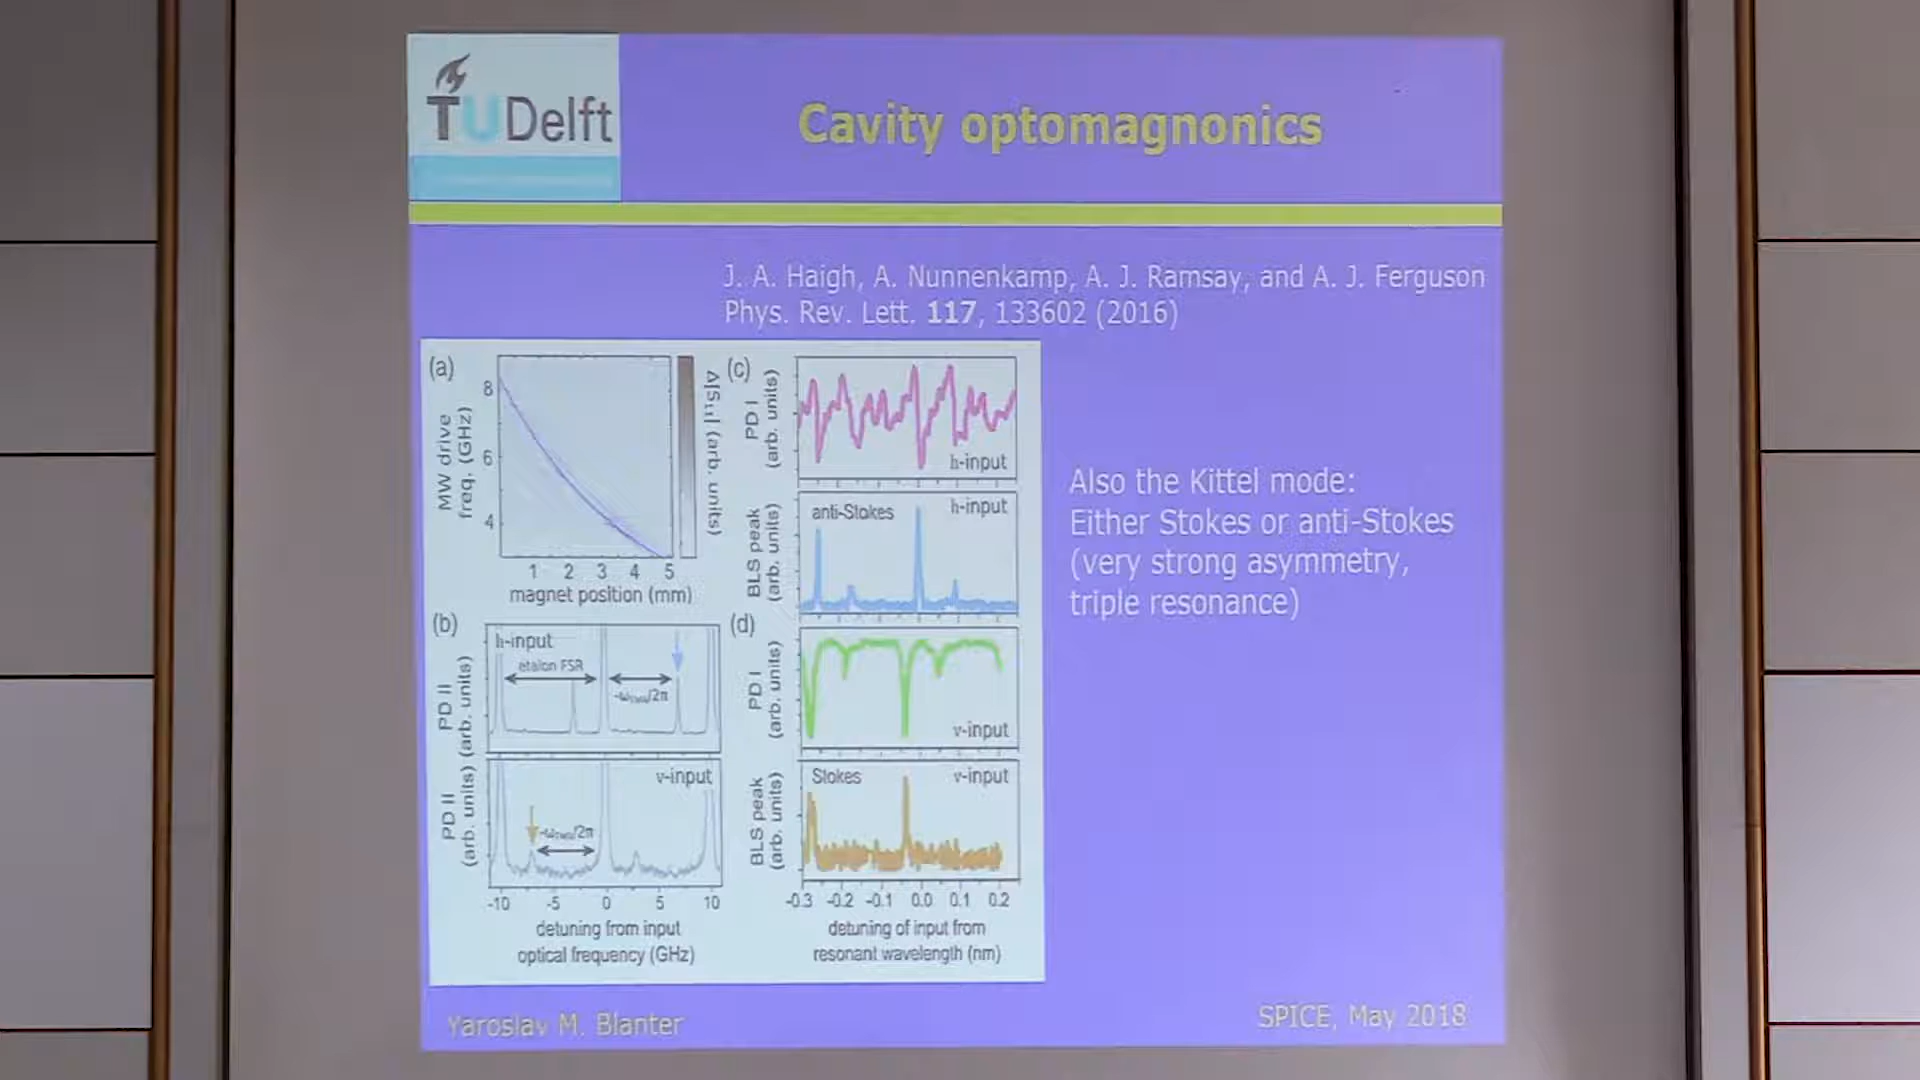 TU Delft
Cavity optomagnonics
J. A. Haigh, A. Nunnenkamp, A. J. Ramsay, and A. J. Ferguson
Phys. Rev. Lett. 117, 133602 (2016)
(a)
8
6
4
MW drive
freq. (GHz)
1 2 3 4 5
magnet position (mm)
Δ|S₁₁| (arb. units)
(b)
h-input
etalon FSR
PD II
(arb. units)
v-input
PD II
(arb. units)
-10 -5 0 5 10
detuning from input
optical frequency (GHz)
(c)
PD I
(arb. units)
h-input
anti-Stokes h-input
BLS peak
(arb. units)
(d)
PD I
(arb. units)
v-input
Stokes v-input
BLS peak
(arb. units)
-0.3 -0.2 -0.1 0.0 0.1 0.2
detuning of input from
resonant wavelength (nm)
Also the Kittel mode:
Either Stokes or anti-Stokes
(very strong asymmetry,
triple resonance)
Yaroslav M. Blanter
SPICE, May 2018